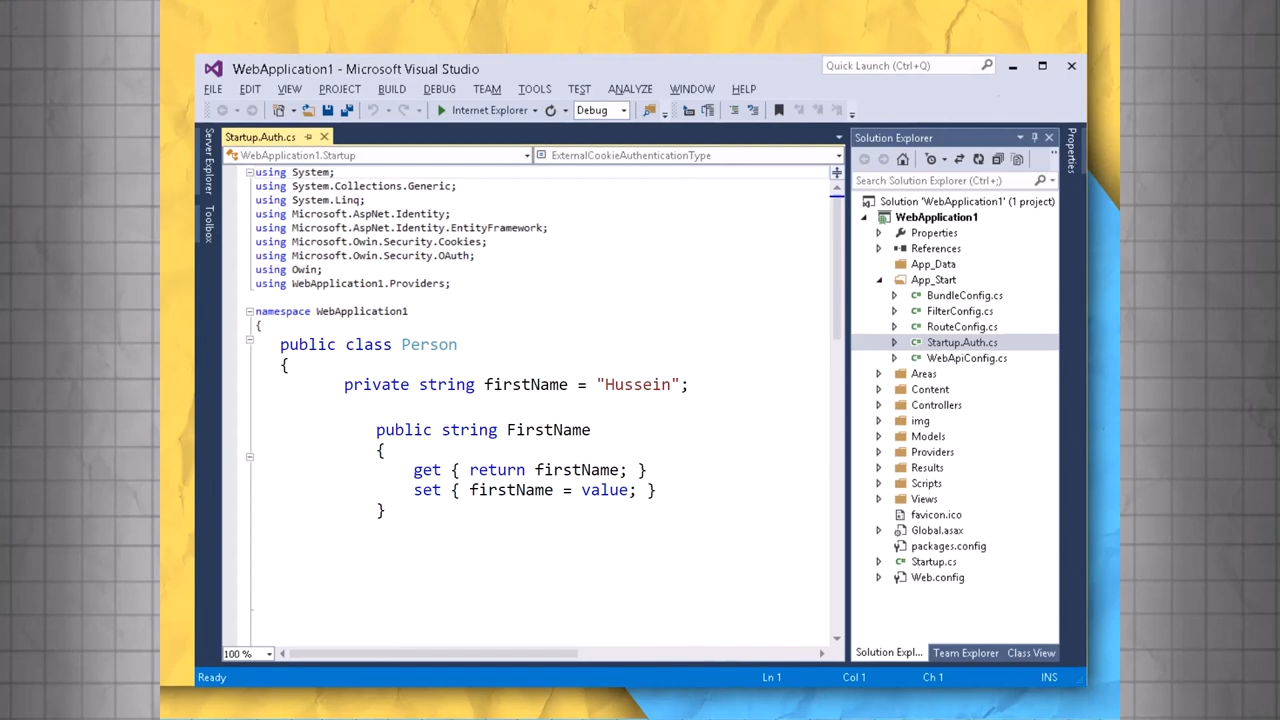 WebApplication1 - Microsoft Visual Studio
Quick Launch (Ctrl+Q)
FILE EDIT VIEW PROJECT BUILD DEBUG TEAM TOOLS TEST ANALYZE WINDOW HELP
Internet Explorer Debug
Server Explorer
Toolbox
Startup.Auth.cs
WebApplication1.Startup
ExternalCookieAuthenticationType
using System;
using System.Collections.Generic;
using System.Linq;
using Microsoft.AspNet.Identity;
using Microsoft.AspNet.Identity.EntityFramework;
using Microsoft.Owin.Security.Cookies;
using Microsoft.Owin.Security.OAuth;
using Owin;
using WebApplication1.Providers;
namespace WebApplication1
{
public class Person
{
private string firstName = "Hussein";
public string FirstName
{
get { return firstName; }
set { firstName = value; }
}
100 %
Solution Explorer
Search Solution Explorer (Ctrl+;)
Solution 'WebApplication1' (1 project)
WebApplication1
Properties
References
App_Data
App_Start
BundleConfig.cs
FilterConfig.cs
RouteConfig.cs
Startup.Auth.cs
WebApiConfig.cs
Areas
Content
Controllers
img
Models
Providers
Results
Scripts
Views
favicon.ico
Global.asax
packages.config
Startup.cs
Web.config
Solution Expl... Team Explorer Class View
Properties
Ready Ln 1 Col 1 Ch 1 INS